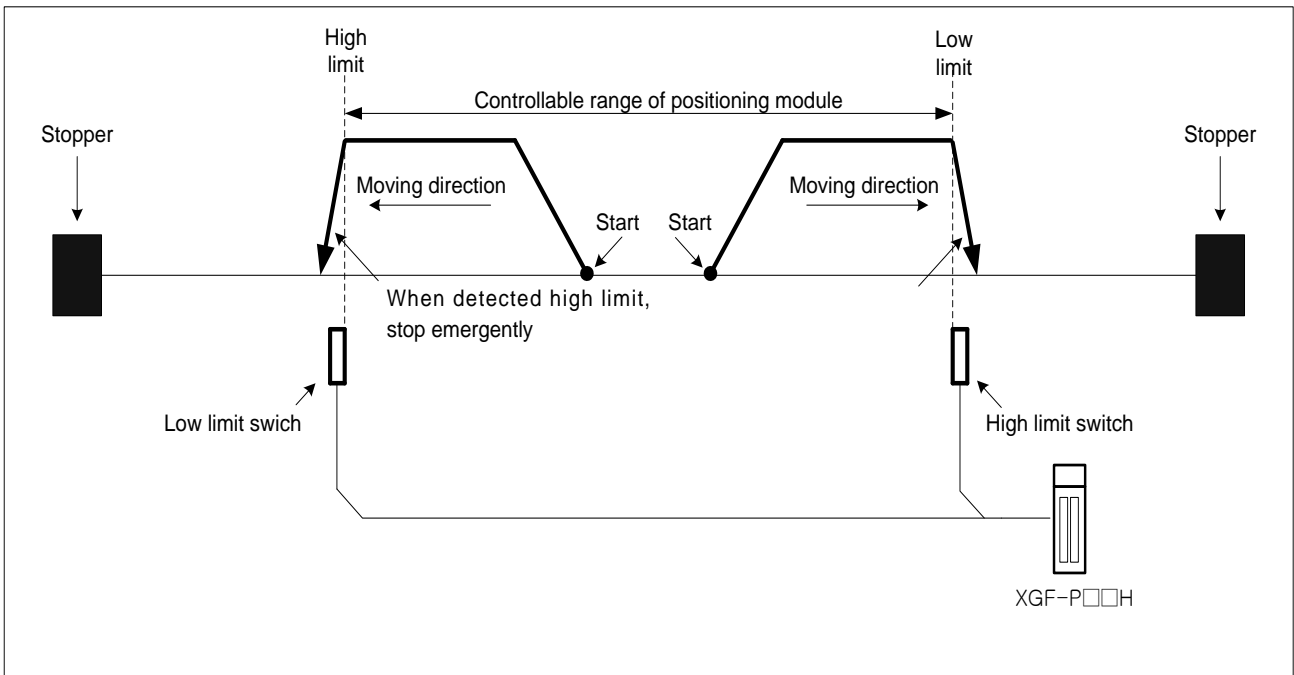 High
limit
Low
limit
Controllable range of positioning module
Stopper
Stopper
Moving direction
Moving direction
Start
Start
When detected high limit,
stop emergently
Low limit swich
High limit switch
XGF-P□□H